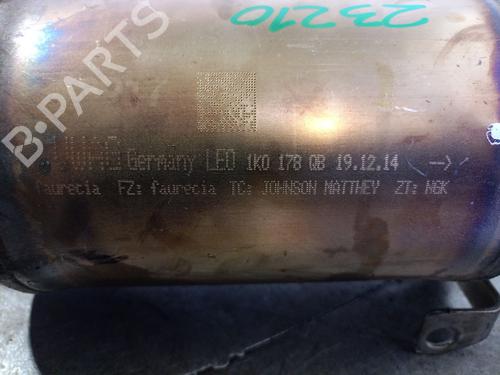 23210
B-PARTS
Germany LEO 1K0 178 QB 19.12.14 -->
faurecia FZ: faurecia TC: JOHNSON MATTHEY ZT: NGK